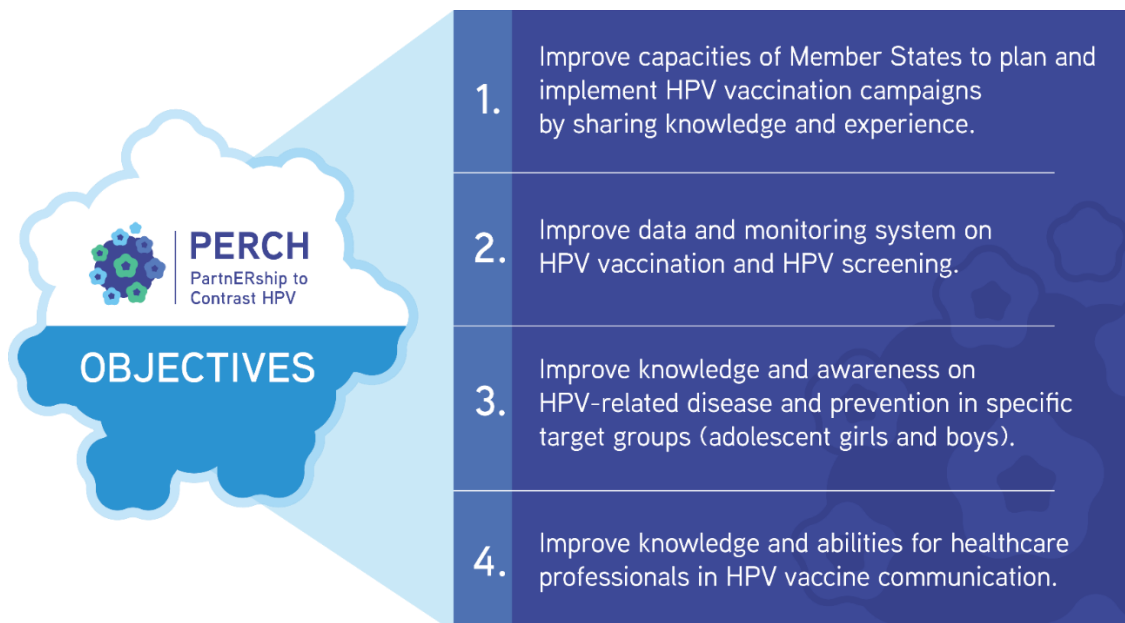 PERCH
PartnERship to
Contrast HPV
OBJECTIVES
1.
Improve capacities of Member States to plan and
implement HPV vaccination campaigns
by sharing knowledge and experience.
2.
Improve data and monitoring system on
HPV vaccination and HPV screening.
3.
Improve knowledge and awareness on
HPV-related disease and prevention in specific
target groups (adolescent girls and boys).
4.
Improve knowledge and abilities for healthcare
professionals in HPV vaccine communication.